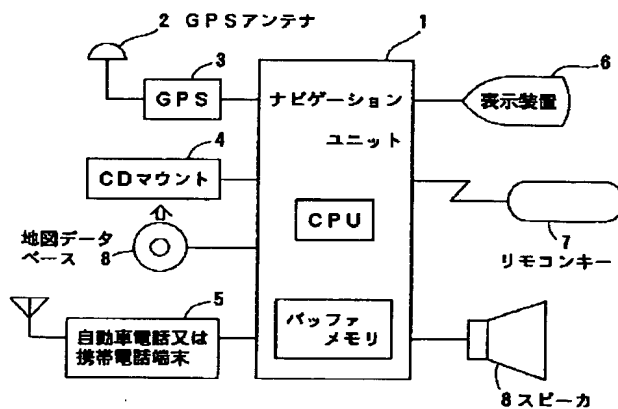 2 GPSアンテナ
1
3
GPS
ナビゲーション
ユニット
6
表示装置
4
CDマウント
CPU
地図データ
ベース 8
7
リモコンキー
5
自動車電話又は
携帯電話端末
バッファ
メモリ
8 スピーカ